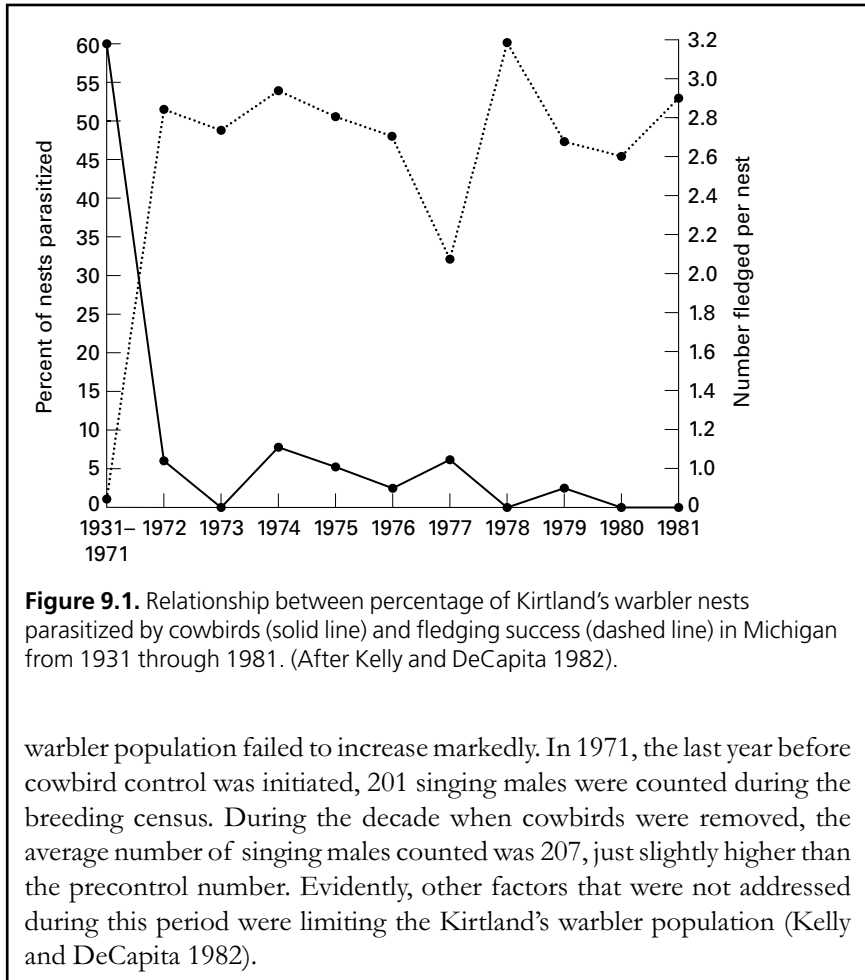 60
55
50
45
40
35
30
25
20
15
10
5
0
Percent of nests parasitized
3.2
3.0
2.8
2.6
2.4
2.2
2.0
1.8
1.6
1.4
1.2
1.0
0
Number fledged per nest
1931– 1972 1973 1974 1975 1976 1977 1978 1979 1980 1981
1971
Figure 9.1. Relationship between percentage of Kirtland's warbler nests
parasitized by cowbirds (solid line) and fledging success (dashed line) in Michigan
from 1931 through 1981. (After Kelly and DeCapita 1982).
warbler population failed to increase markedly. In 1971, the last year before
cowbird control was initiated, 201 singing males were counted during the
breeding census. During the decade when cowbirds were removed, the
average number of singing males counted was 207, just slightly higher than
the precontrol number. Evidently, other factors that were not addressed
during this period were limiting the Kirtland's warbler population (Kelly
and DeCapita 1982).